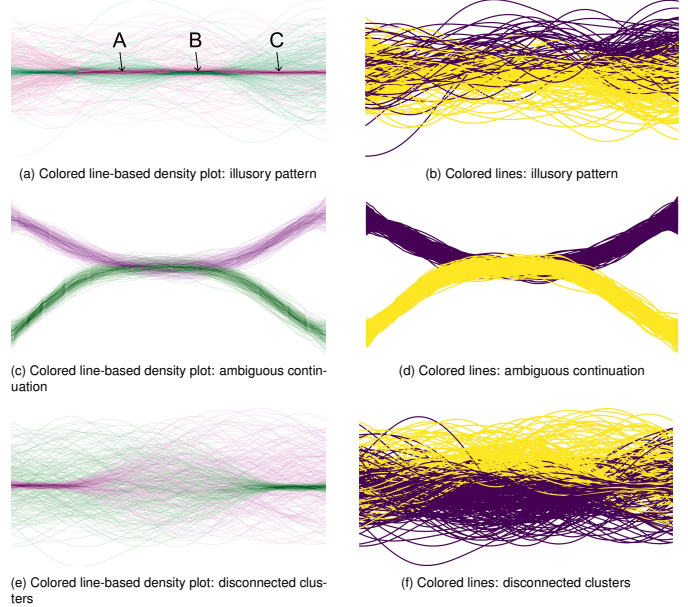 A B C
(a) Colored line-based density plot: illusory pattern
(b) Colored lines: illusory pattern
(c) Colored line-based density plot: ambiguous contin-
uation
(d) Colored lines: ambiguous continuation
(e) Colored line-based density plot: disconnected clus-
ters
(f) Colored lines: disconnected clusters